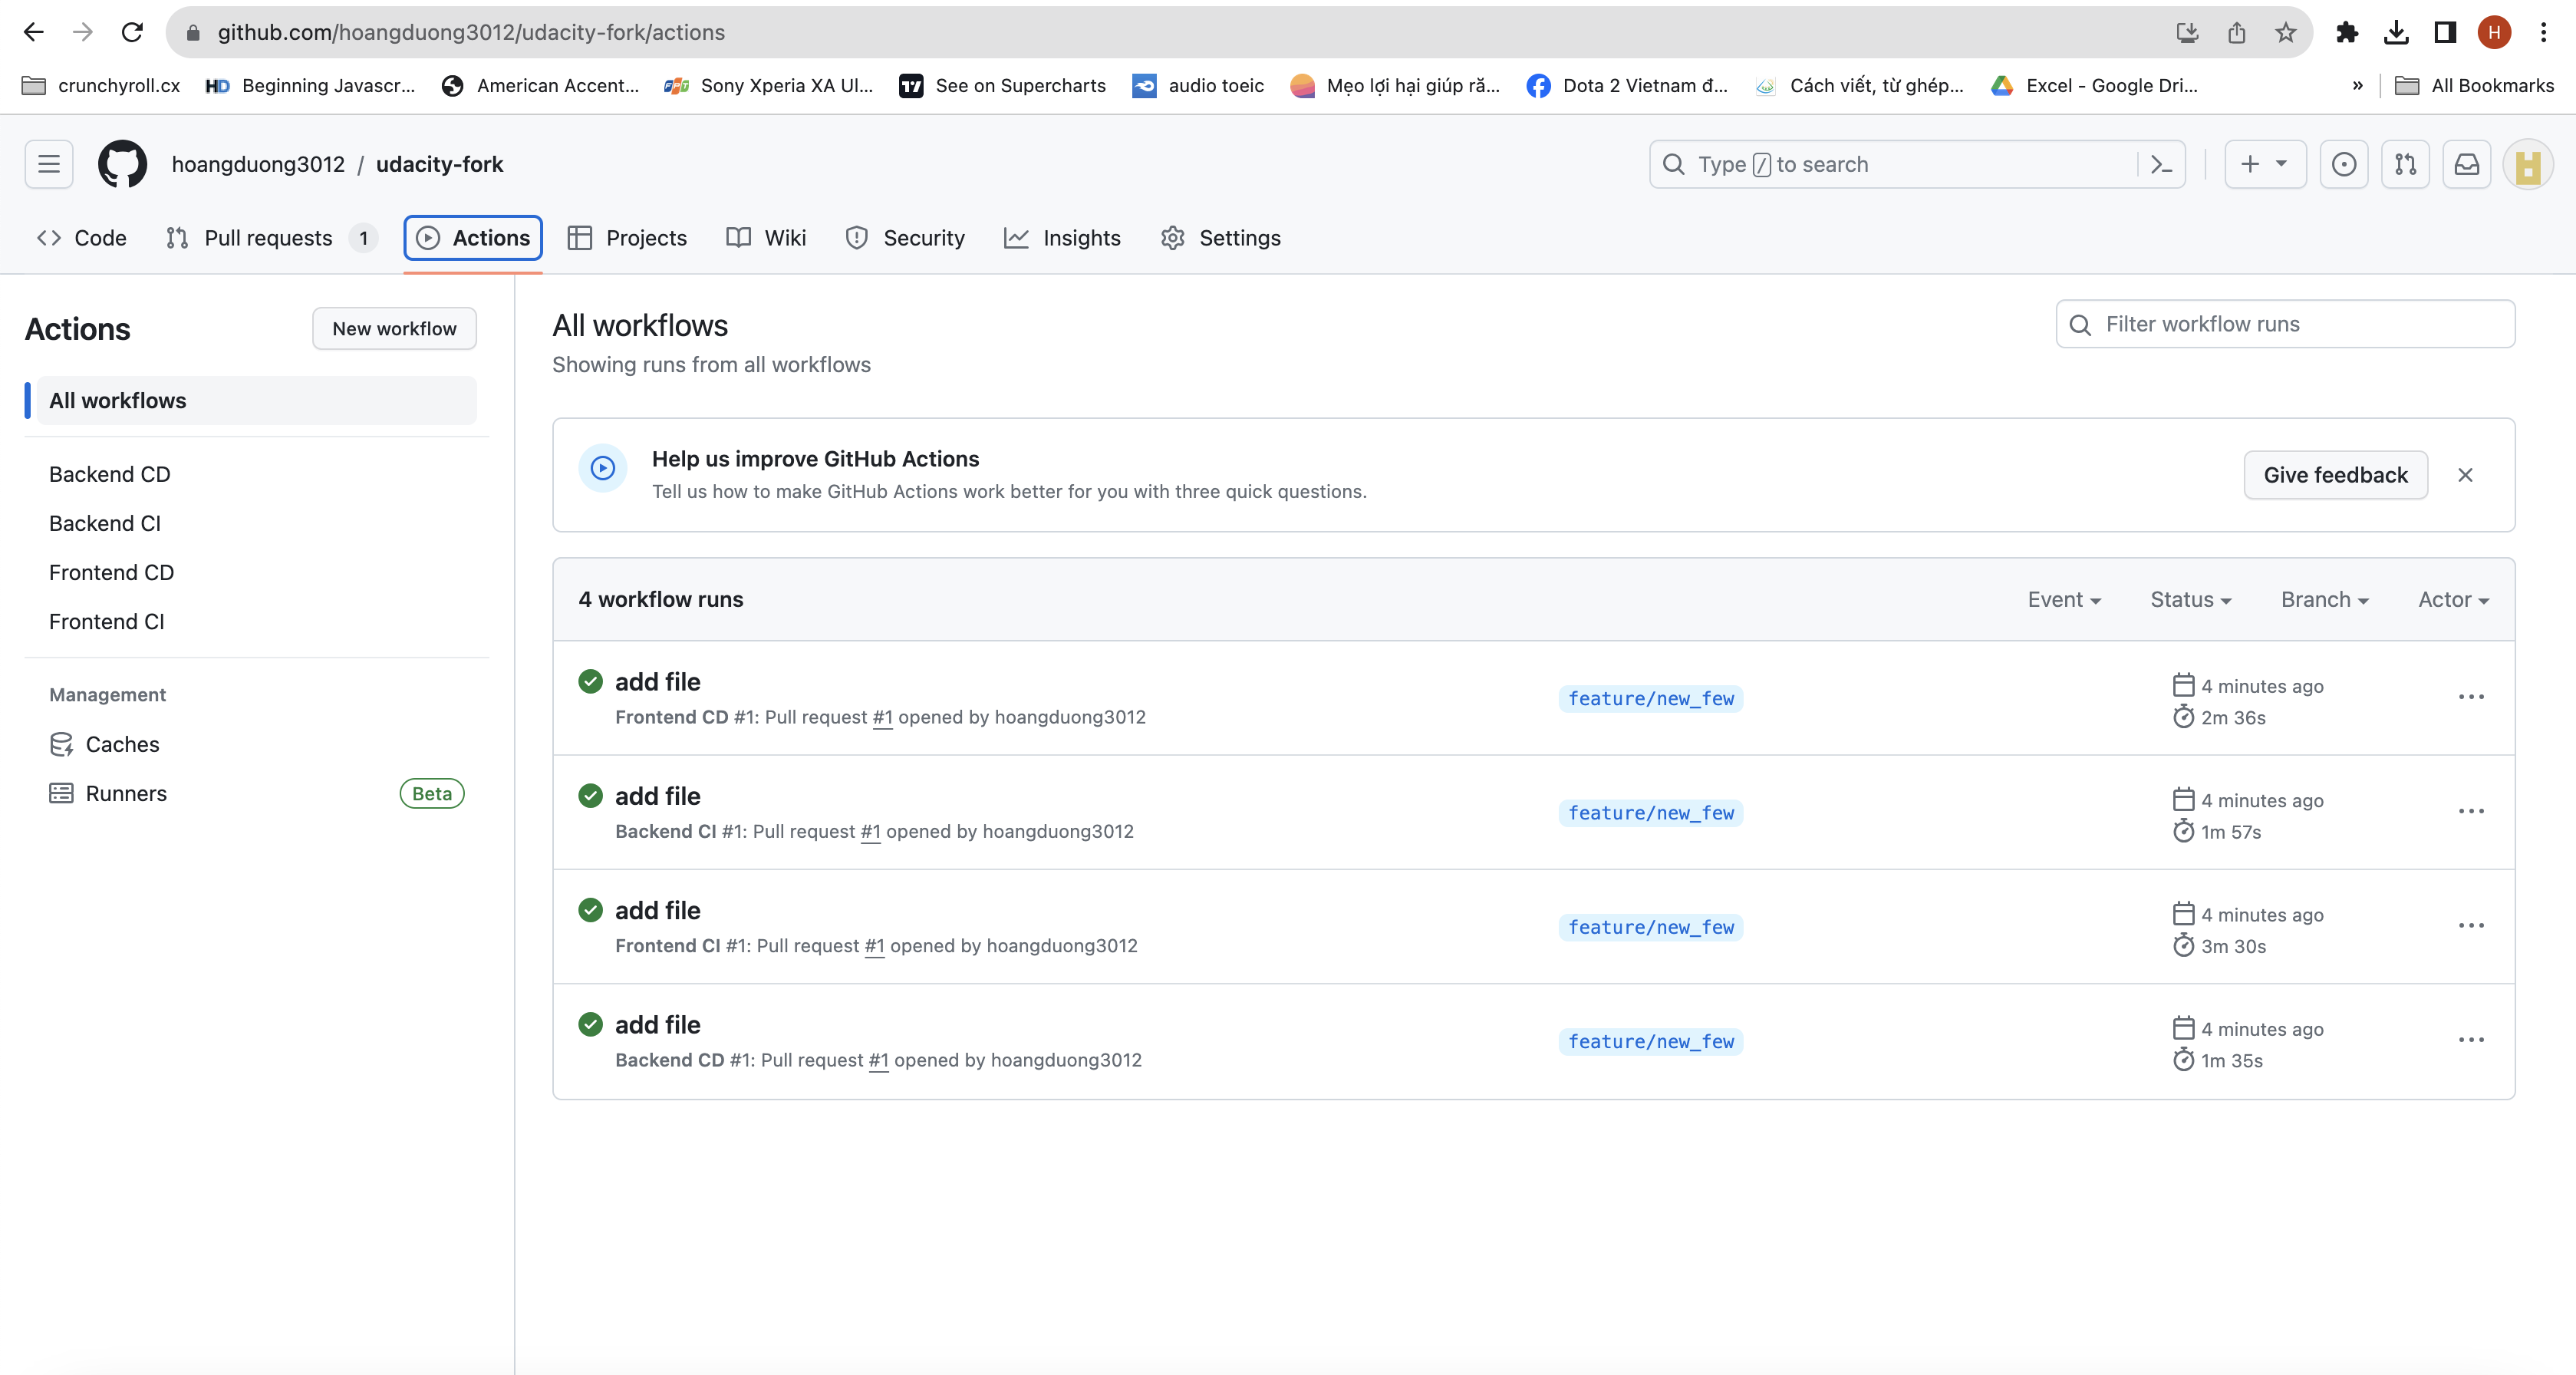 github.com/hoangduong3012/udacity-fork/actions
H
crunchyroll.cx
HD Beginning Javascr...
American Accent...
FPT Sony Xperia XA Ul...
See on Supercharts
audio toeic
Mẹo lợi hại giúp ră...
Dota 2 Vietnam đ...
Cách viết, từ ghép...
Excel - Google Dri...
»
All Bookmarks
hoangduong3012 / udacity-fork
Type / to search
Code
Pull requests 1
Actions
Projects
Wiki
Security
Insights
Settings
Actions
New workflow
All workflows
Backend CD
Backend CI
Frontend CD
Frontend CI
Management
Caches
Runners
Beta
All workflows
Showing runs from all workflows
Filter workflow runs
Help us improve GitHub Actions
Tell us how to make GitHub Actions work better for you with three quick questions.
Give feedback
4 workflow runs
Event
Status
Branch
Actor
add file
Frontend CD #1: Pull request #1 opened by hoangduong3012
feature/new_few
4 minutes ago
2m 36s
add file
Backend CI #1: Pull request #1 opened by hoangduong3012
feature/new_few
4 minutes ago
1m 57s
add file
Frontend CI #1: Pull request #1 opened by hoangduong3012
feature/new_few
4 minutes ago
3m 30s
add file
Backend CD #1: Pull request #1 opened by hoangduong3012
feature/new_few
4 minutes ago
1m 35s